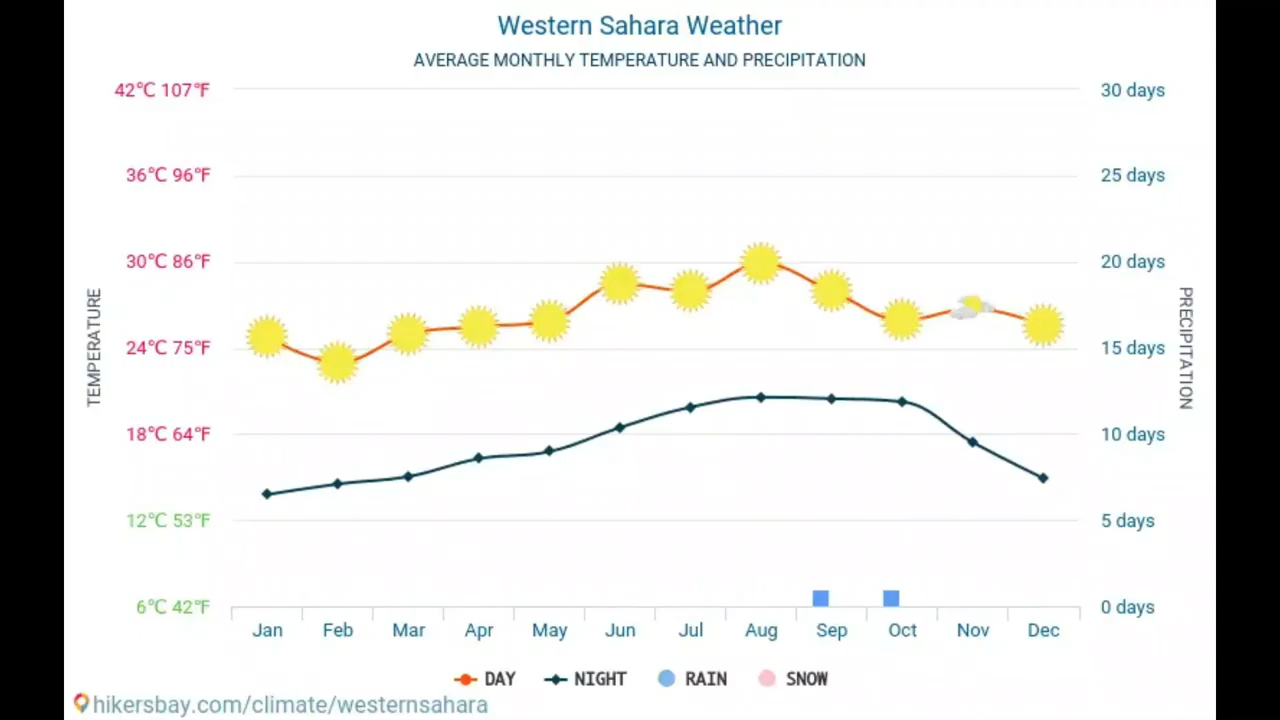 Western Sahara Weather
AVERAGE MONTHLY TEMPERATURE AND PRECIPITATION
42℃ 107℉
36℃ 96℉
30℃ 86℉
24℃ 75℉
18℃ 64℉
12℃ 53℉
6℃ 42℉
TEMPERATURE
30 days
25 days
20 days
15 days
10 days
5 days
0 days
PRECIPITATION
Jan Feb Mar Apr May Jun Jul Aug Sep Oct Nov Dec
DAY NIGHT RAIN SNOW
hikersbay.com/climate/westernsahara